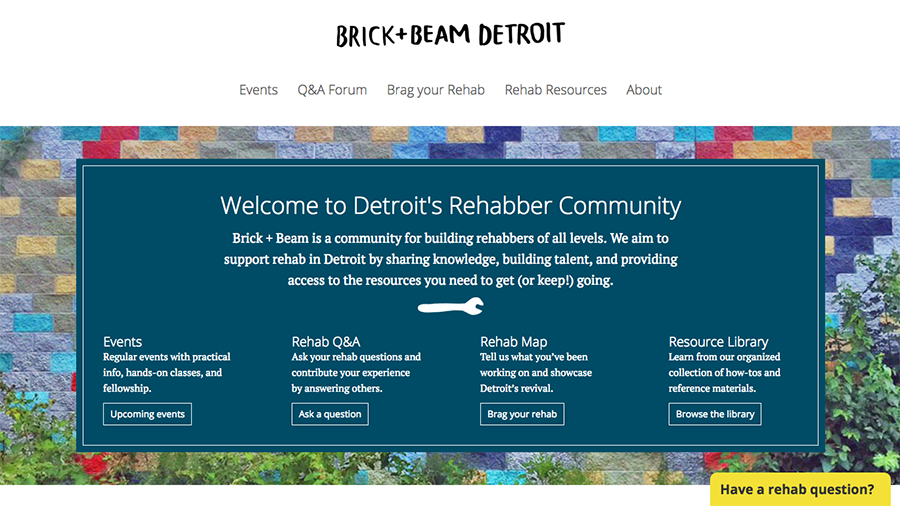 BRICK+BEAM DETROIT
Events Q&A Forum Brag your Rehab Rehab Resources About
Welcome to Detroit's Rehabber Community
Brick + Beam is a community for building rehabbers of all levels. We aim to
support rehab in Detroit by sharing knowledge, building talent, and providing
access to the resources you need to get (or keep!) going.
Events
Regular events with practical
info, hands-on classes, and
fellowship.
Upcoming events
Rehab Q&A
Ask your rehab questions and
contribute your experience
by answering others.
Ask a question
Rehab Map
Tell us what you've been
working on and showcase
Detroit's revival.
Brag your rehab
Resource Library
Learn from our organized
collection of how-tos and
reference materials.
Browse the library
Have a rehab question?